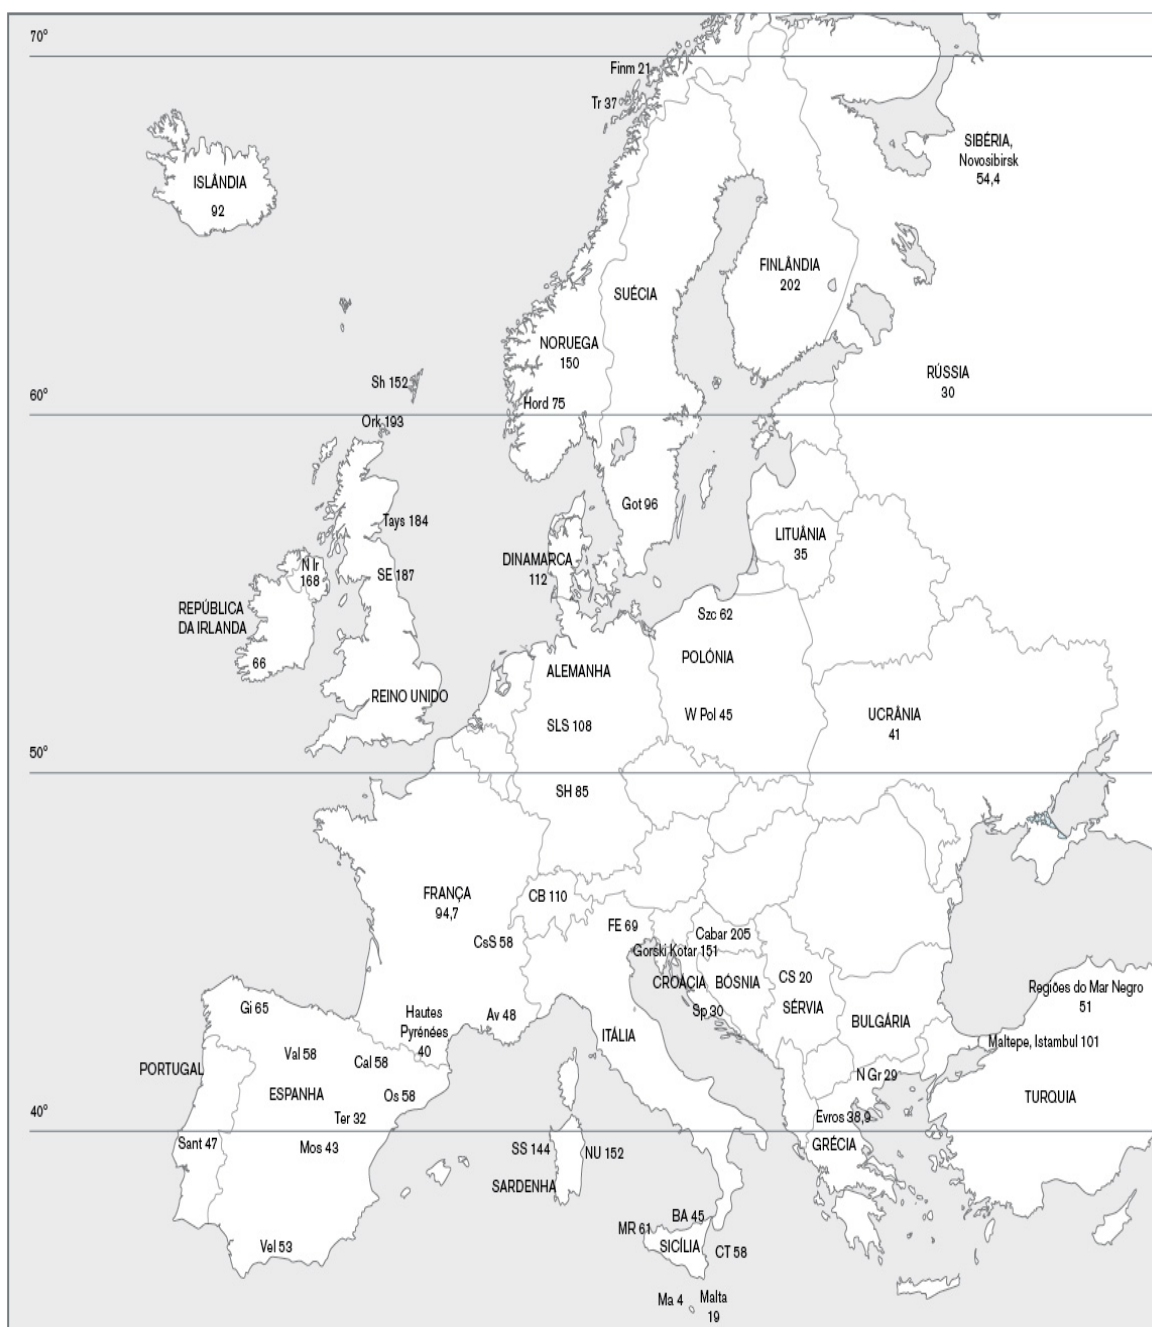 70°
Finm 21
Tr 37
SIBÉRIA,
Novosibirsk
54,4
ISLÂNDIA
92
FINLÂNDIA
202
SUÉCIA
NORUEGA
150
RÚSSIA
30
Sh 152
Hord 75
60°
Ork 193
Got 96
Tays 184
LITUÂNIA
35
DINAMARCA
112
N Ir
168
SE 187
REPÚBLICA
DA IRLANDA
66
Szc 62
POLÓNIA
ALEMANHA
REINO UNIDO
SLS 108
W Pol 45
UCRÂNIA
41
50°
SH 85
FRANÇA
94,7
CB 110
FE 69
Cabar 205
CsS 58
Gorski Kotar 151
CROÁCIA
BÓSNIA
CS 20
SÉRVIA
Regiões do Mar Negro
51
Gi 65
Hautes
Pyrénées
40
Av 48
Sp 30
BULGÁRIA
ITÁLIA
Maltepe, Istambul 101
Val 58
Cal 58
PORTUGAL
N Gr 29
ESPANHA
Os 58
TURQUIA
40°
Ter 32
Evros 38,9
GRÉCIA
Sant 47
Mos 43
SS 144
NU 152
SARDENHA
BA 45
MR 61
SICÍLIA
CT 58
Vel 53
Ma 4
Malta
19